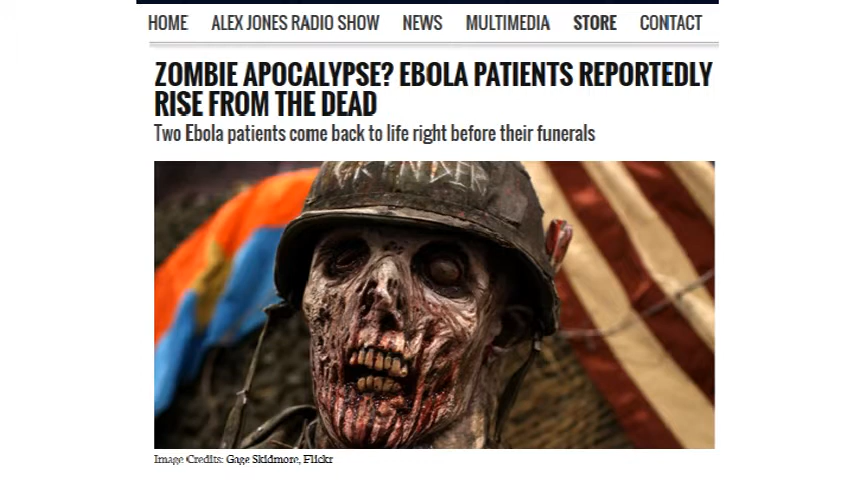 HOME ALEX JONES RADIO SHOW NEWS MULTIMEDIA STORE CONTACT
ZOMBIE APOCALYPSE? EBOLA PATIENTS REPORTEDLY
RISE FROM THE DEAD
Two Ebola patients come back to life right before their funerals
Image Credits: Gage Skidmore, Flickr